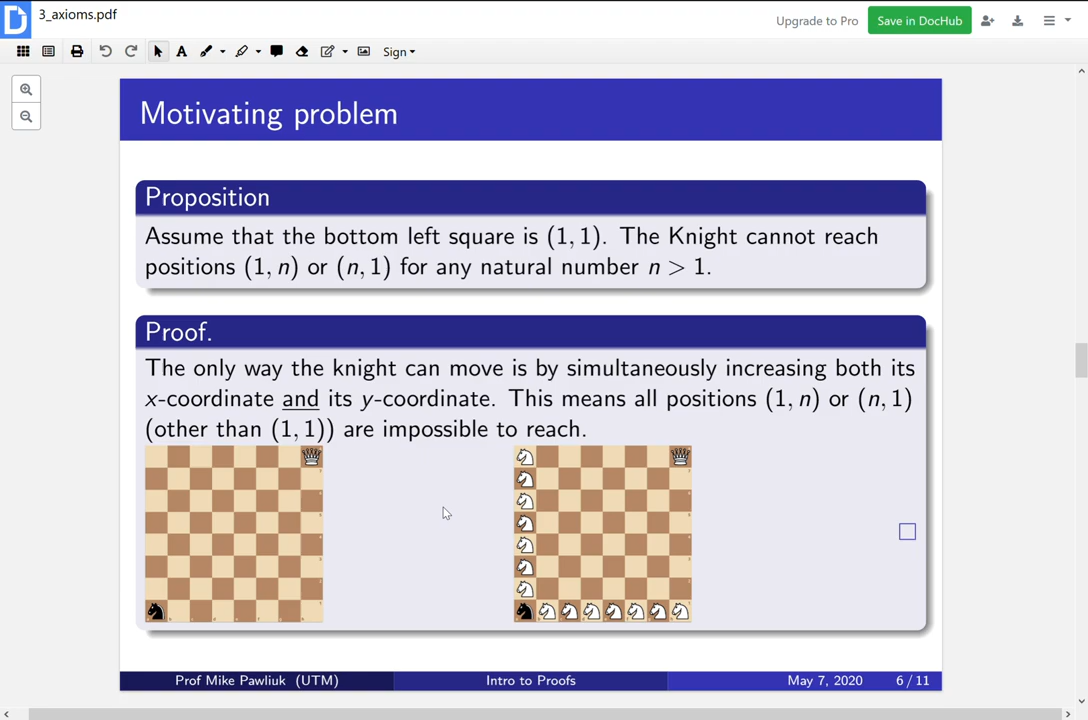 3_axioms.pdf
Upgrade to Pro
Save in DocHub
Sign
Motivating problem
Proposition
Assume that the bottom left square is (1, 1). The Knight cannot reach
positions (1, n) or (n, 1) for any natural number n > 1.
Proof.
The only way the knight can move is by simultaneously increasing both its
x-coordinate and its y-coordinate. This means all positions (1, n) or (n, 1)
(other than (1, 1)) are impossible to reach.
Prof Mike Pawliuk (UTM)
Intro to Proofs
May 7, 2020
6 / 11